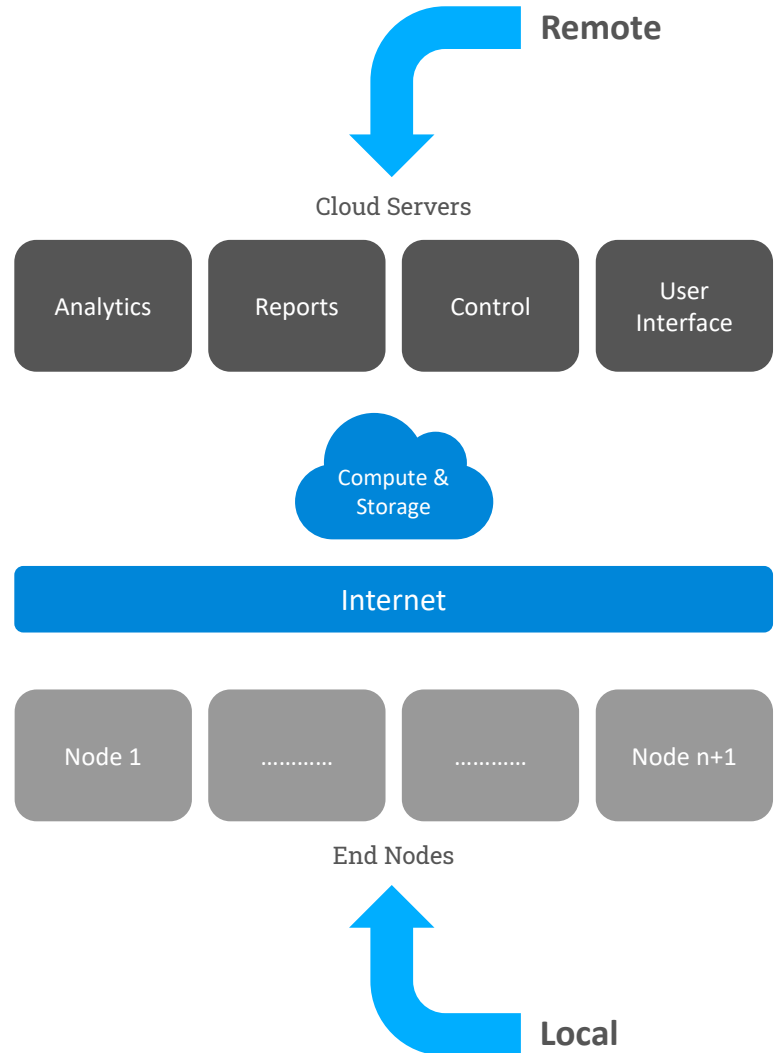 Remote
Cloud Servers
Analytics
Reports
Control
User
Interface
Compute &
Storage
Internet
Node 1
............
............
Node n+1
End Nodes
Local